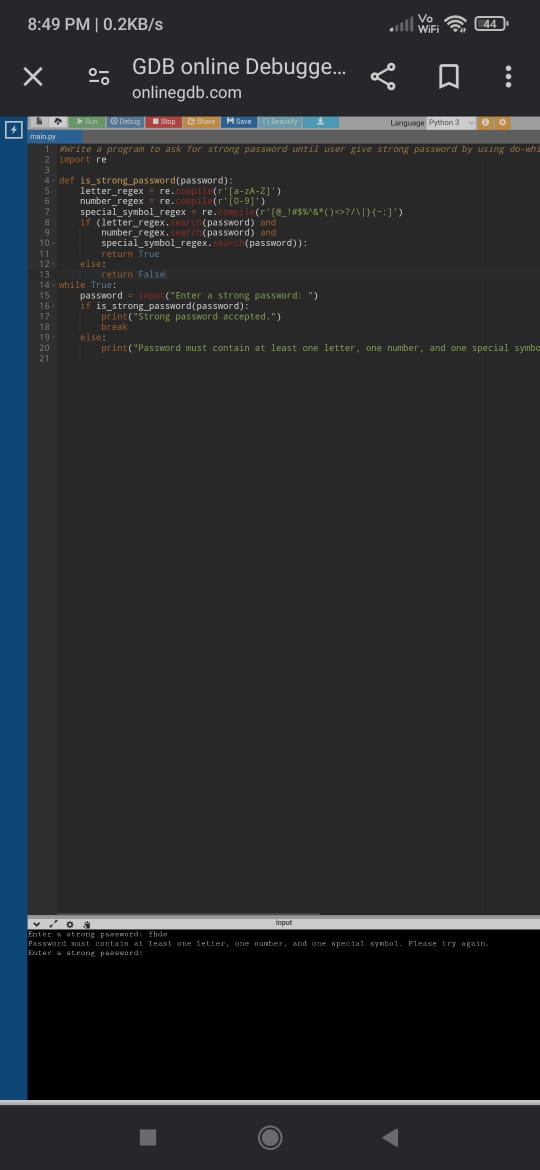 8:49 PM | 0.2KB/s
Vo WiFi 44
GDB online Debugge...
onlinegdb.com
Run Debug Stop Share Save { } Beautify
Language Python 3
main.py
1 #Write a program to ask for strong password until user give strong password by using do-whi
2 import re
3
4 def is_strong_password(password):
5 letter_regex = re.compile(r'[a-zA-Z]')
6 number_regex = re.compile(r'[0-9]')
7 special_symbol_regex = re.compile(r'[@_!#$%^&*()<>?/\|}{~:]')
8 if (letter_regex.search(password) and
9 number_regex.search(password) and
10 special_symbol_regex.search(password)):
11 return True
12 else:
13 return False
14 while True:
15 password = input("Enter a strong password: ")
16 if is_strong_password(password):
17 print("Strong password accepted.")
18 break
19 else:
20 print("Password must contain at least one letter, one number, and one special symbo
21
input
Enter a strong password: fhde
Password must contain at least one letter, one number, and one special symbol. Please try again.
Enter a strong password: